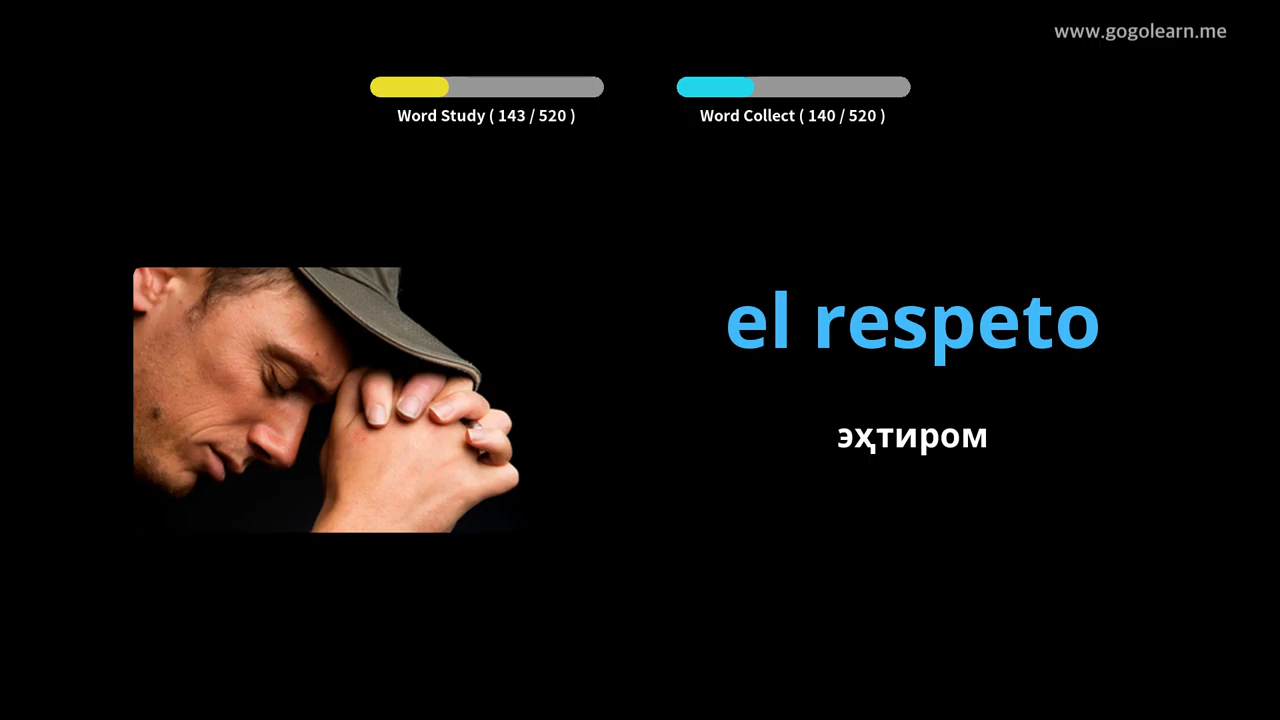 www.gogolearn.me
Word Study ( 143 / 520 )
Word Collect ( 140 / 520 )
el respeto
эҳтиром